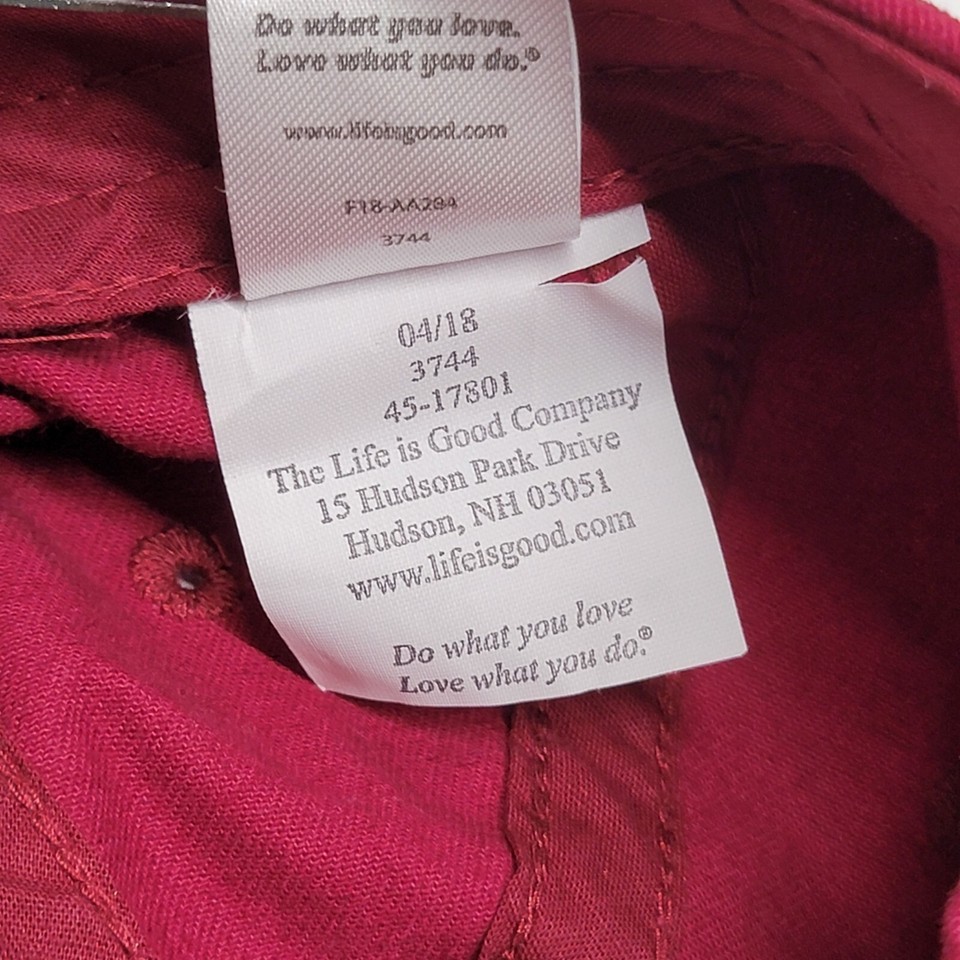 Do what you love.
Love what you do.®
www.lifeisgood.com
F18-AA284
3744
04/18
3744
45-17801
The Life is Good Company
15 Hudson Park Drive
Hudson, NH 03051
www.lifeisgood.com
Do what you love
Love what you do.®